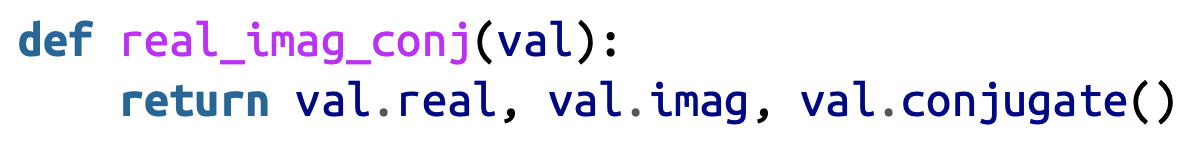 def real_imag_conj(val):
    return val.real, val.imag, val.conjugate()